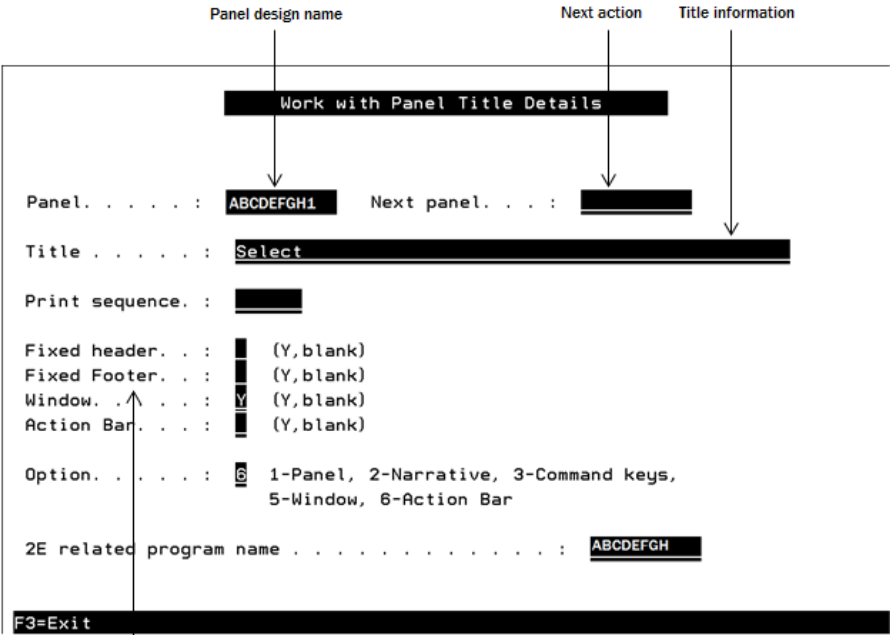 Panel design name Next action Title information
Work with Panel Title Details
Panel. . . . . : ABCDEFGH1 Next panel. . . :
Title . . . . . : Select
Print sequence. :
Fixed header. . : (Y,blank)
Fixed Footer. . : (Y,blank)
Window. . . . . : Y (Y,blank)
Action Bar. . . : (Y,blank)
Option. . . . . : 6 1-Panel, 2-Narrative, 3-Command keys,
5-Window, 6-Action Bar
2E related program name . . . . . . . . . . . . : ABCDEFGH
F3=Exit